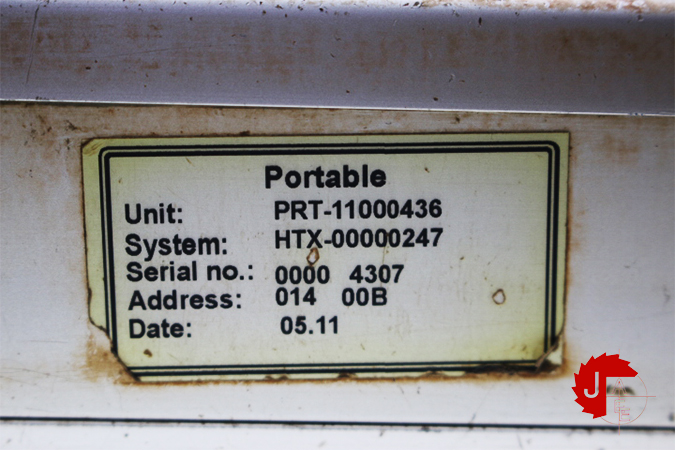 Portable
Unit: PRT-11000436
System: HTX-00000247
Serial no.: 0000 4307
Address: 014 00B
Date: 05.11
J